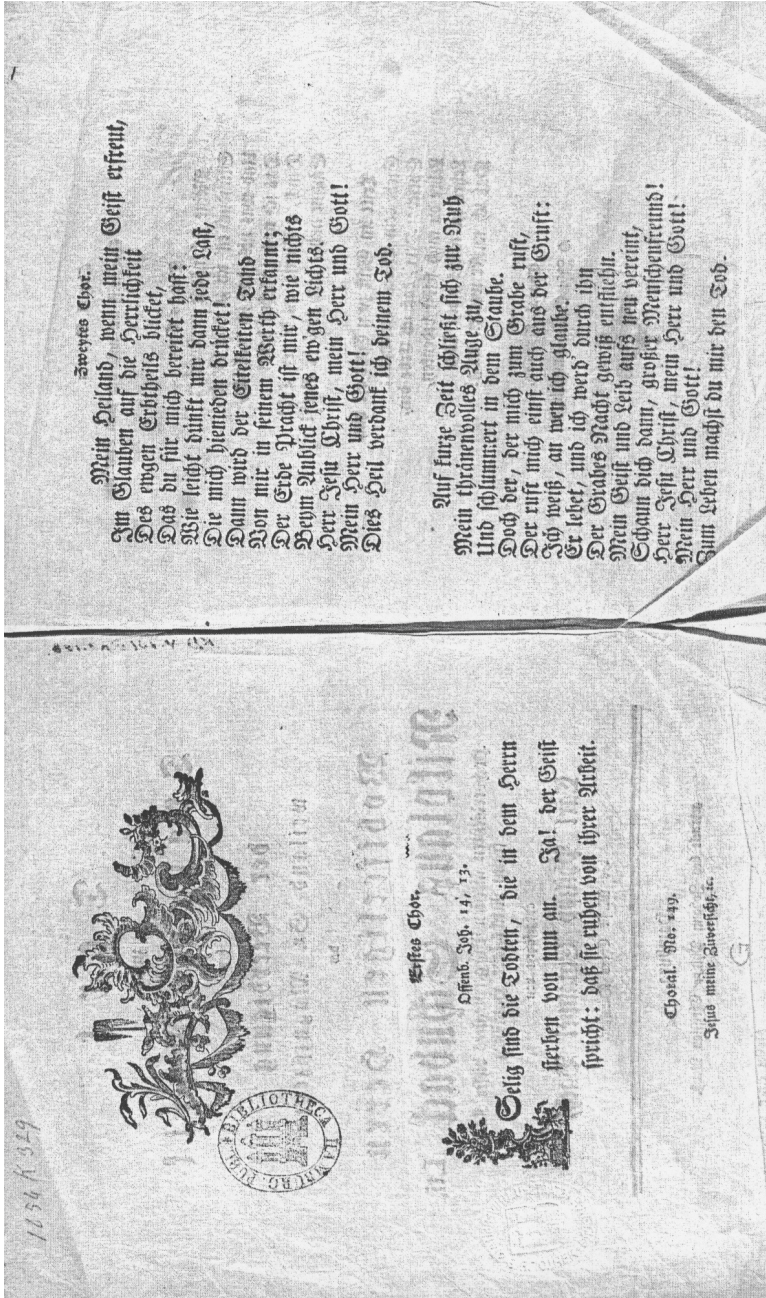 1034 K 329
BIBLIOTHECA HAMBURG. PUBL.
Erstes Chor.
Offenb. Joh. 14, 13.
Selig sind die Todten, die in dem Herrn
sterben von nun an. Ja! der Geist
spricht: daß sie ruhen von ihrer Arbeit.
Choral. No. 219.
Jesus meine Zuversicht, ꝛc.
Zweytes Chor.
Mein Heiland, wenn mein Geist erfreut,
Im Glauben auf die Herrlichkeit
Des ewgen Erbtheils blicket,
Das du für mich bereitet hast:
Wie leicht dünkt mir dann jede Last,
Die mich hienieden drücket!
Dann wird der Eitelkeiten Tand
Von mir in seinem Werth erkannt;
Der Erde Pracht ist mir, wie nichts
Beym Anblick jenes ew'gen Lichts.
Herr Jesu Christ, mein Herr und Gott!
Mein Herr und Gott!
Dies Heil verdank ich deinem Tod.
Auf kurze Zeit schließt sich zur Ruh
Mein thränenvolles Auge zu,
Und schlummert in dem Staube.
Doch der, der mich zum Grabe ruft,
Der ruft mich einst auch aus der Gruft:
Ich weiß, an wen ich glaube.
Er lebet, und ich werd' durch ihn
Der Grabes Nacht gewiß entfliehn.
Mein Geist und Leib aufs neu vereint,
Schaun dich dann, großer Menschenfreund!
Herr Jesu Christ, mein Herr und Gott!
Mein Herr und Gott!
Zum Leben machst du mir den Tod.